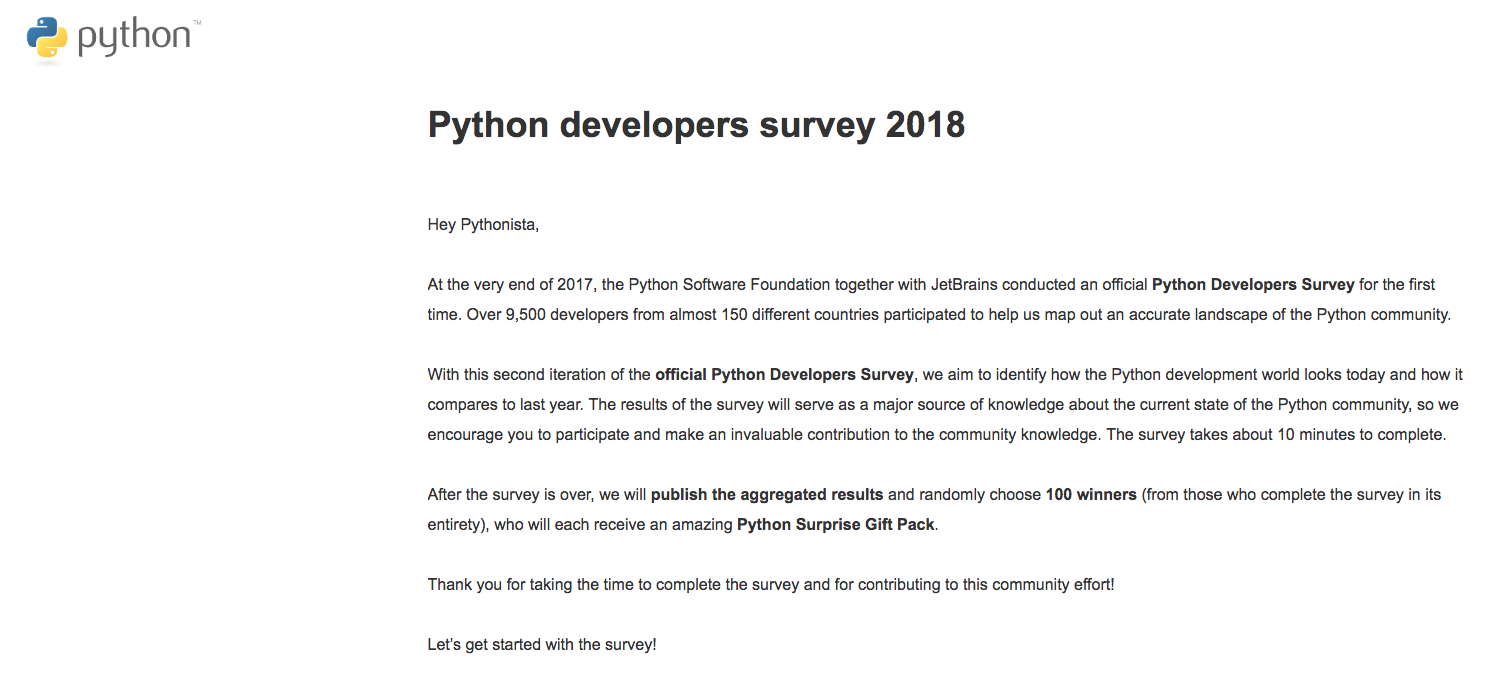 python™
Python developers survey 2018
Hey Pythonista,
At the very end of 2017, the Python Software Foundation together with JetBrains conducted an official Python Developers Survey for the first
time. Over 9,500 developers from almost 150 different countries participated to help us map out an accurate landscape of the Python community.
With this second iteration of the official Python Developers Survey, we aim to identify how the Python development world looks today and how it
compares to last year. The results of the survey will serve as a major source of knowledge about the current state of the Python community, so we
encourage you to participate and make an invaluable contribution to the community knowledge. The survey takes about 10 minutes to complete.
After the survey is over, we will publish the aggregated results and randomly choose 100 winners (from those who complete the survey in its
entirety), who will each receive an amazing Python Surprise Gift Pack.
Thank you for taking the time to complete the survey and for contributing to this community effort!
Let's get started with the survey!